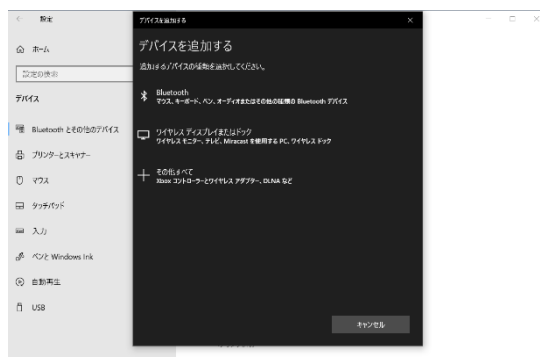 設定
ホーム
設定の検索
デバイス
Bluetooth とその他のデバイス
プリンターとスキャナー
マウス
タッチパッド
入力
ペンと Windows Ink
自動再生
USB
デバイスを追加する
デバイスを追加する
追加するデバイスの種類を選択してください。
Bluetooth
マウス、キーボード、ペン、オーディオまたはその他の種類の Bluetooth デバイス
ワイヤレス ディスプレイまたはドック
ワイヤレス モニター、テレビ、Miracast を使用する PC、ワイヤレス ドック
その他すべて
Xbox コントローラーとワイヤレス アダプター、DLNA など
キャンセル